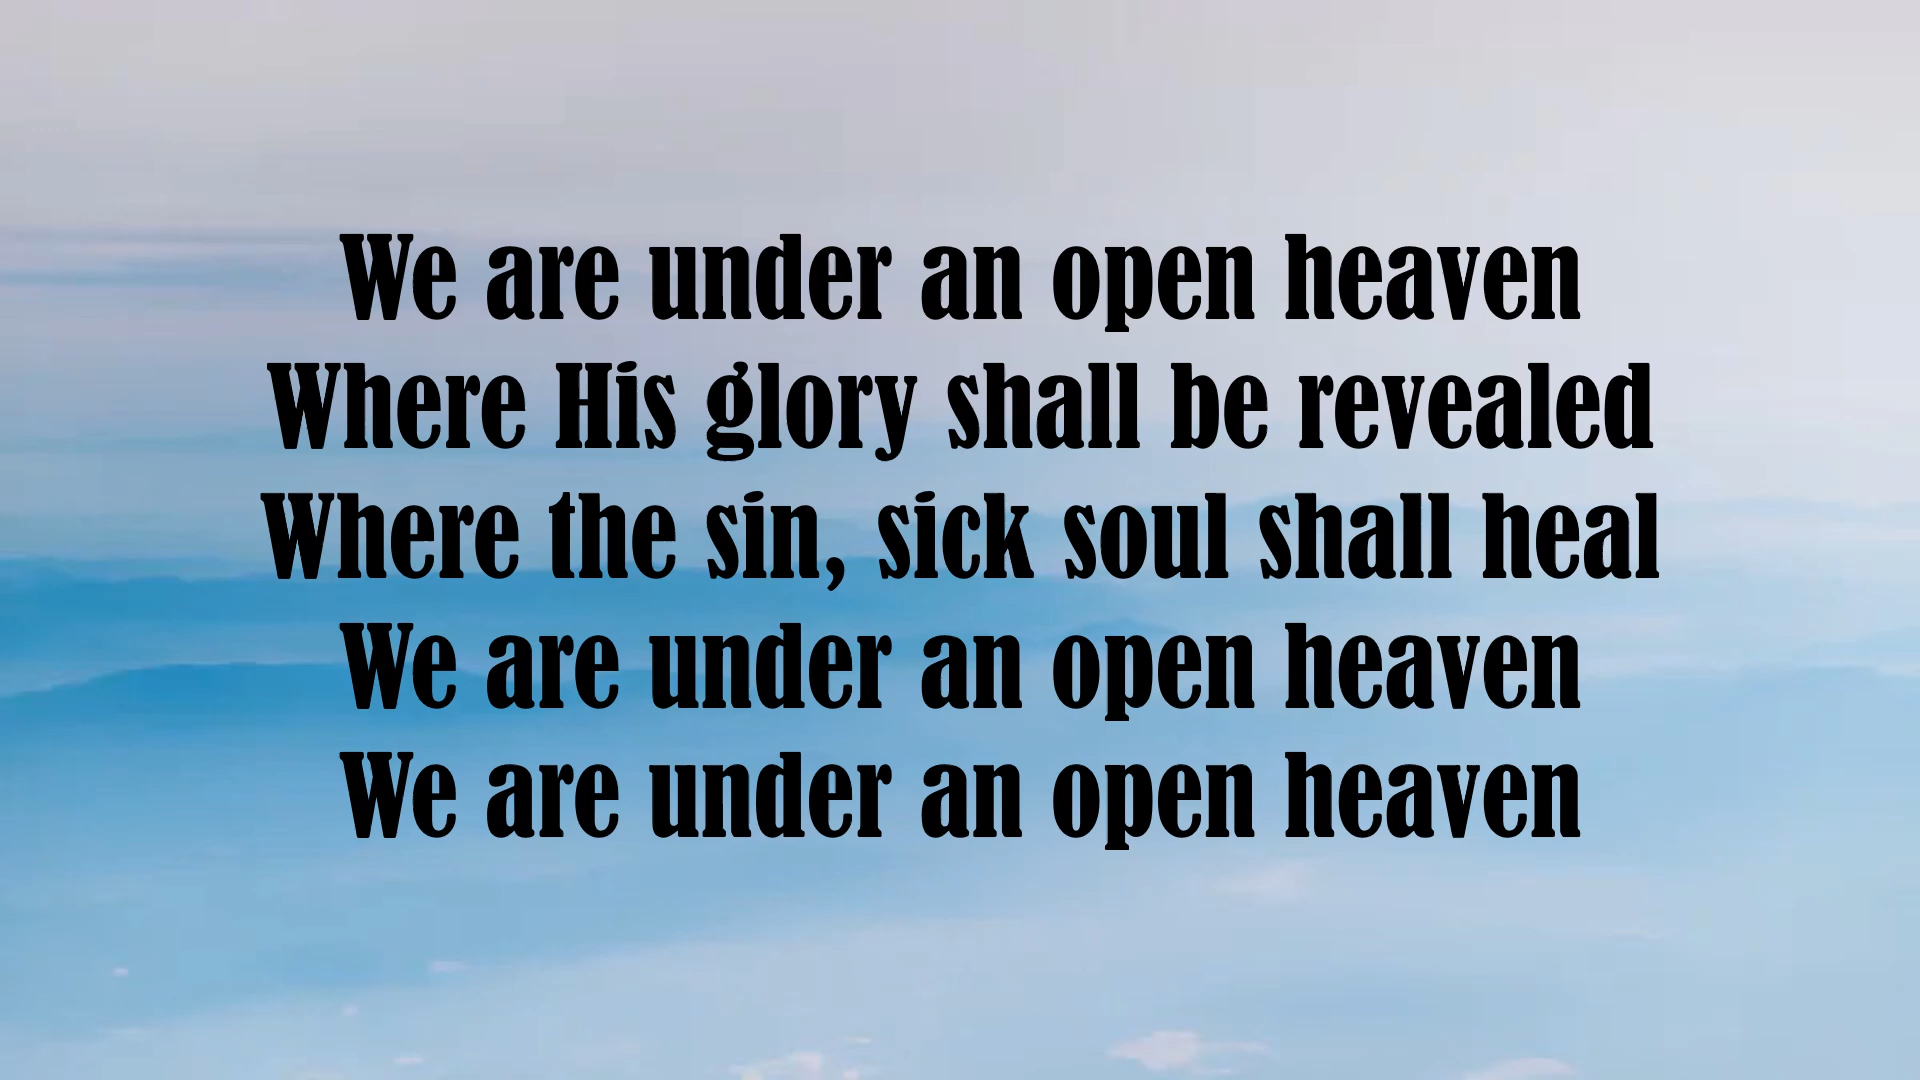 We are under an open heaven
Where His glory shall be revealed
Where the sin, sick soul shall heal
We are under an open heaven
We are under an open heaven